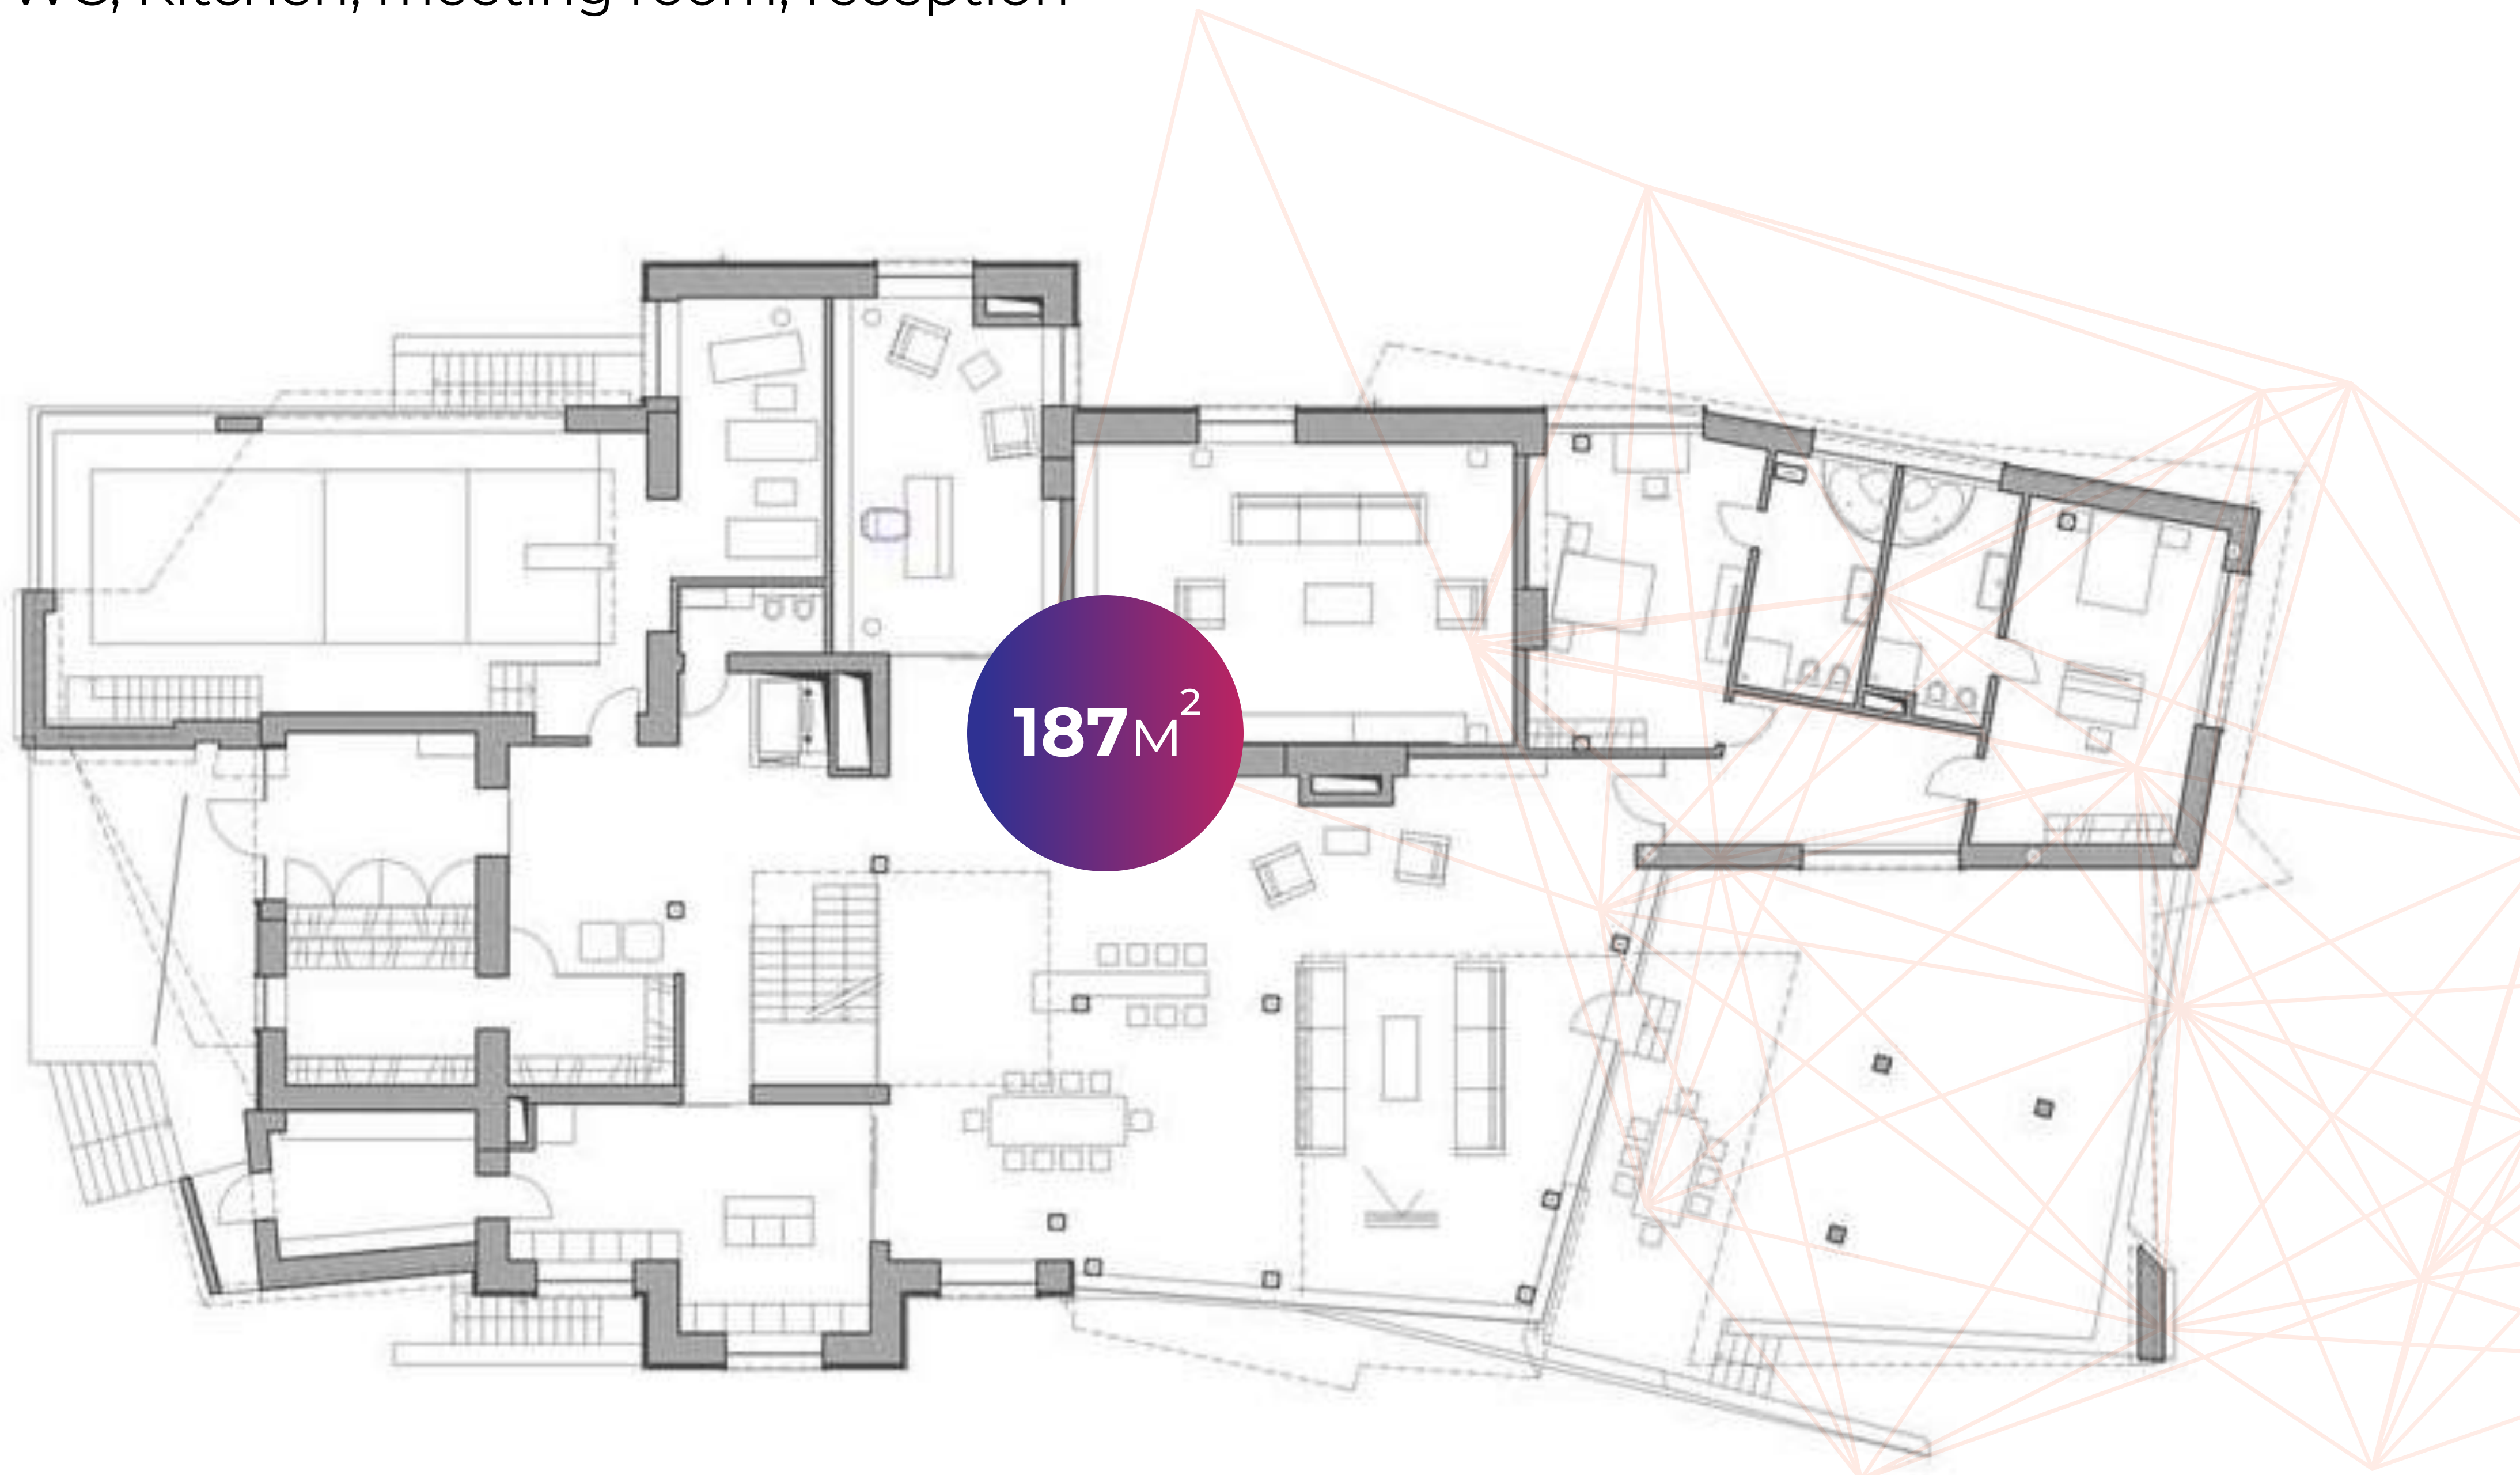 WC, Kitchen, meeting room, reception
187M²